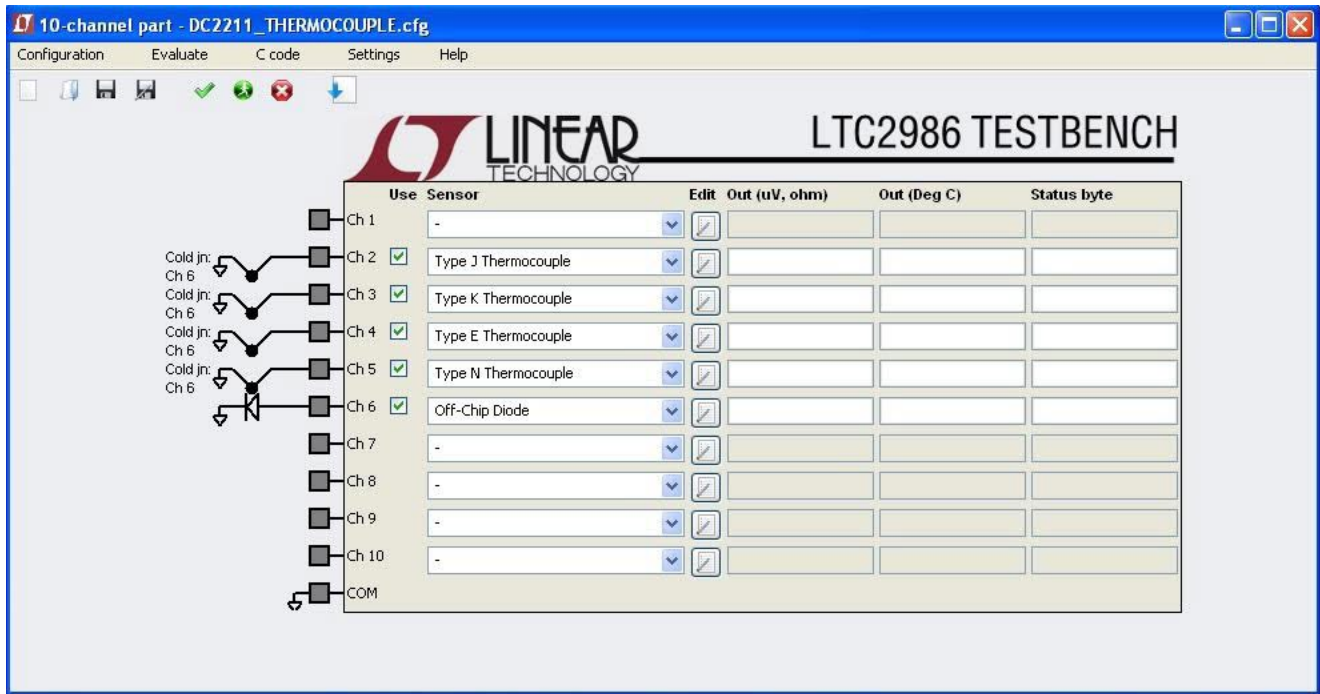 10-channel part - DC2211_THERMOCOUPLE.cfg
Configuration Evaluate C code Settings Help
LINEAR TECHNOLOGY
LTC2986 TESTBENCH
Use Sensor Edit Out (uV, ohm) Out (Deg C) Status byte
Ch 1 -
Cold jn: Ch 6 Ch 2 Type J Thermocouple
Cold jn: Ch 6 Ch 3 Type K Thermocouple
Cold jn: Ch 6 Ch 4 Type E Thermocouple
Cold jn: Ch 6 Ch 5 Type N Thermocouple
Ch 6 Off-Chip Diode
Ch 7 -
Ch 8 -
Ch 9 -
Ch 10 -
COM